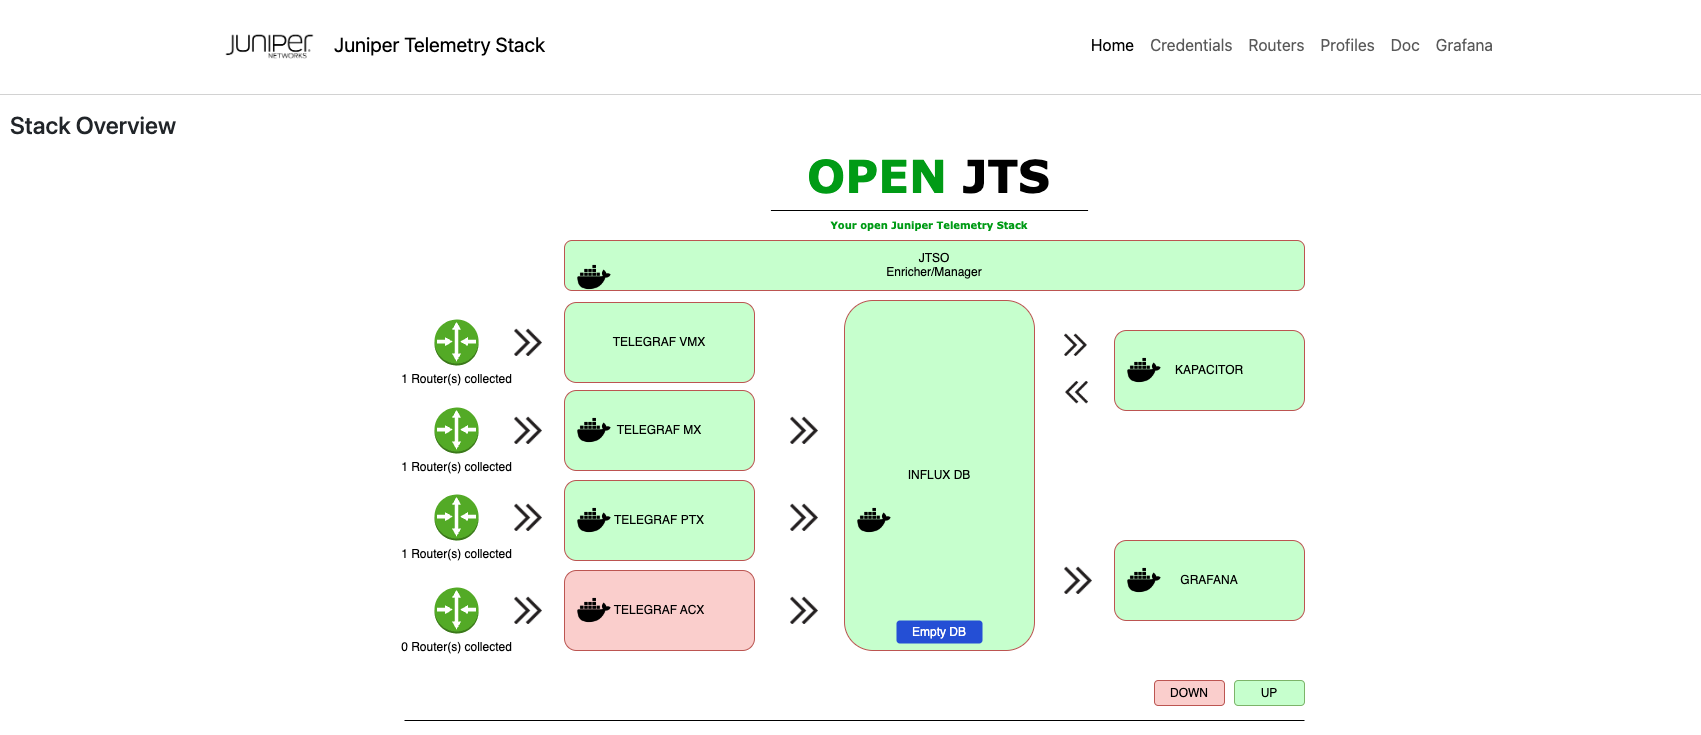 JUNIPER
NETWORKS
Juniper Telemetry Stack
Home
Credentials
Routers
Profiles
Doc
Grafana
Stack Overview
OPEN JTS
Your open Juniper Telemetry Stack
JTSO
Enricher/Manager
TELEGRAF VMX
1 Router(s) collected
TELEGRAF MX
1 Router(s) collected
TELEGRAF PTX
1 Router(s) collected
TELEGRAF ACX
0 Router(s) collected
INFLUX DB
Empty DB
KAPACITOR
GRAFANA
DOWN
UP